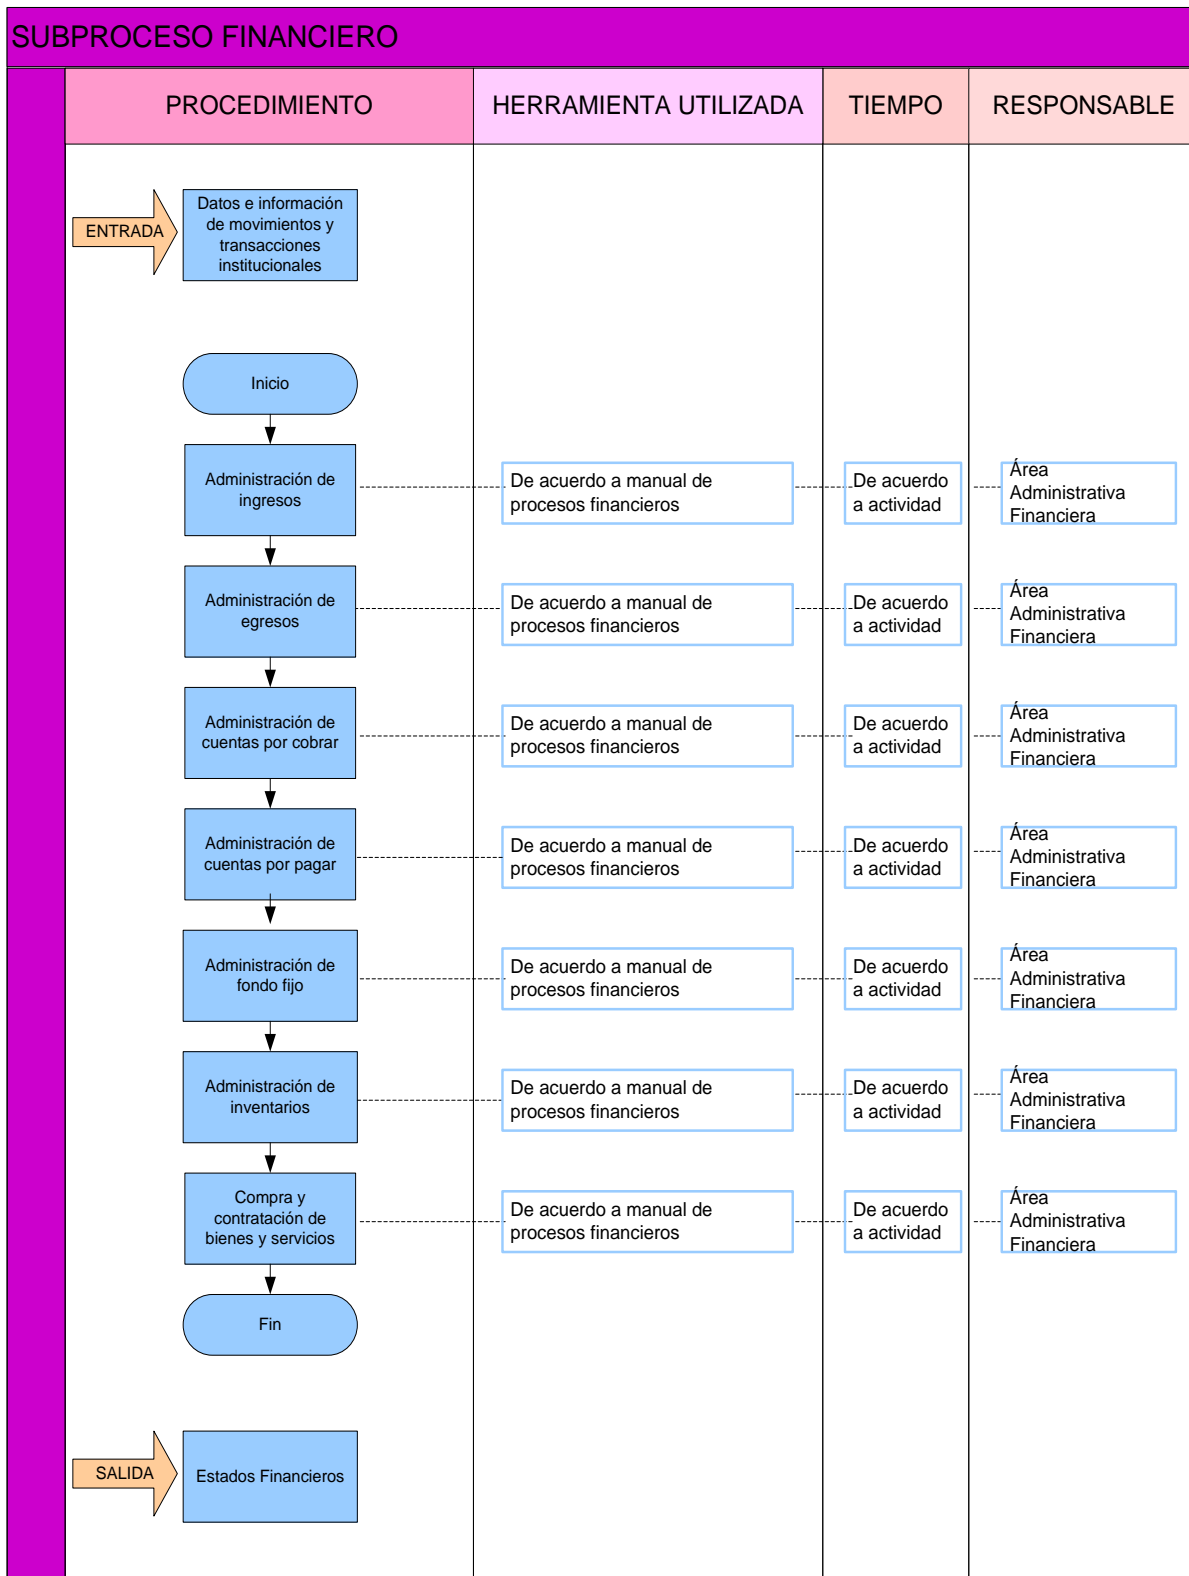 SUBPROCESO FINANCIERO
PROCEDIMIENTO
HERRAMIENTA UTILIZADA
TIEMPO
RESPONSABLE
ENTRADA
Datos e información
de movimientos y
transacciones
institucionales
Inicio
Administración de
ingresos
De acuerdo a manual de
procesos financieros
De acuerdo
a actividad
Área
Administrativa
Financiera
Administración de
egresos
De acuerdo a manual de
procesos financieros
De acuerdo
a actividad
Área
Administrativa
Financiera
Administración de
cuentas por cobrar
De acuerdo a manual de
procesos financieros
De acuerdo
a actividad
Área
Administrativa
Financiera
Administración de
cuentas por pagar
De acuerdo a manual de
procesos financieros
De acuerdo
a actividad
Área
Administrativa
Financiera
Administración de
fondo fijo
De acuerdo a manual de
procesos financieros
De acuerdo
a actividad
Área
Administrativa
Financiera
Administración de
inventarios
De acuerdo a manual de
procesos financieros
De acuerdo
a actividad
Área
Administrativa
Financiera
Compra y
contratación de
bienes y servicios
De acuerdo a manual de
procesos financieros
De acuerdo
a actividad
Área
Administrativa
Financiera
Fin
SALIDA
Estados Financieros